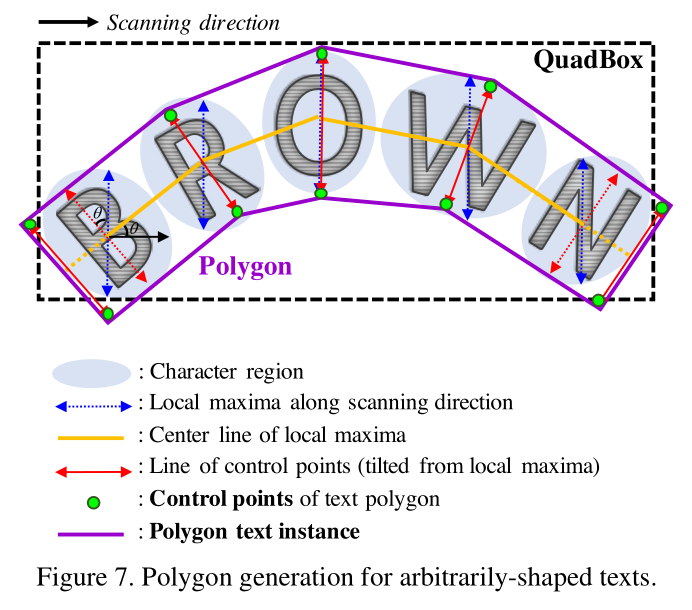 Scanning direction
QuadBox
BROWN
θ θ
Polygon
: Character region
: Local maxima along scanning direction
: Center line of local maxima
: Line of control points (tilted from local maxima)
: Control points of text polygon
: Polygon text instance
Figure 7. Polygon generation for arbitrarily-shaped texts.